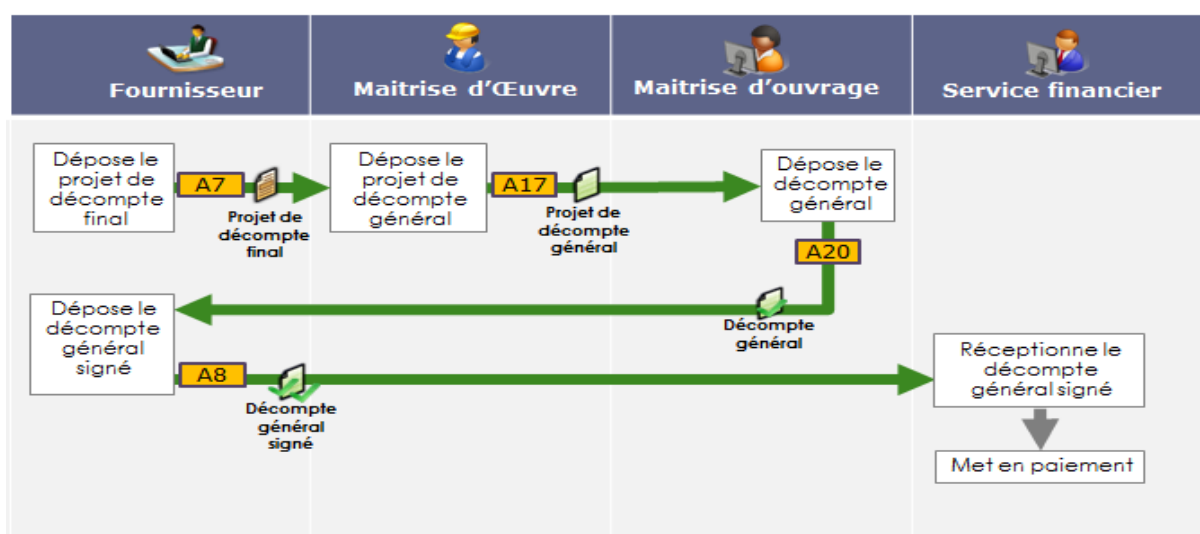 Fournisseur
Maitrise d'Œuvre
Maitrise d'ouvrage
Service financier
Dépose le
projet de
décompte
final
A7
Projet de
décompte
final
Dépose le
projet de
décompte
général
A17
Projet de
décompte
général
Dépose le
décompte
général
A20
Décompte
général
Dépose le
décompte
général
signé
A8
Décompte
général
signé
Réceptionne le
décompte
général signé
Met en paiement